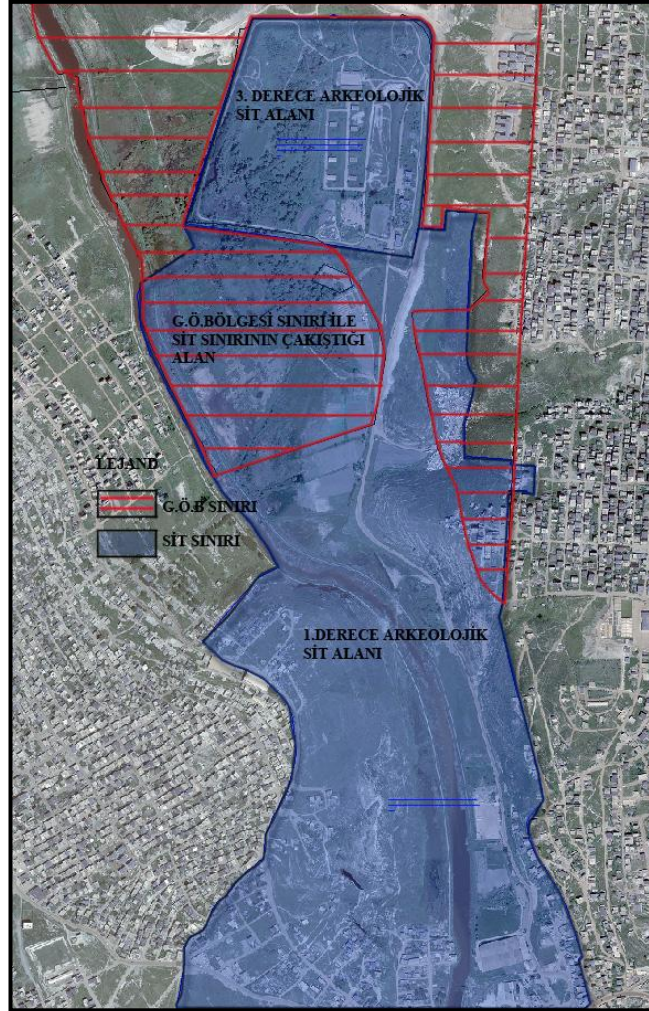 3. DERECE ARKEOLOJİK
SİT ALANI
G.Ö.BÖLGESİ SINIRI İLE
SİT SINIRININ ÇAKIŞTIĞI
ALAN
LEJAND
G.Ö.B SINIRI
SİT SINIRI
1.DERECE ARKEOLOJİK
SİT ALANI